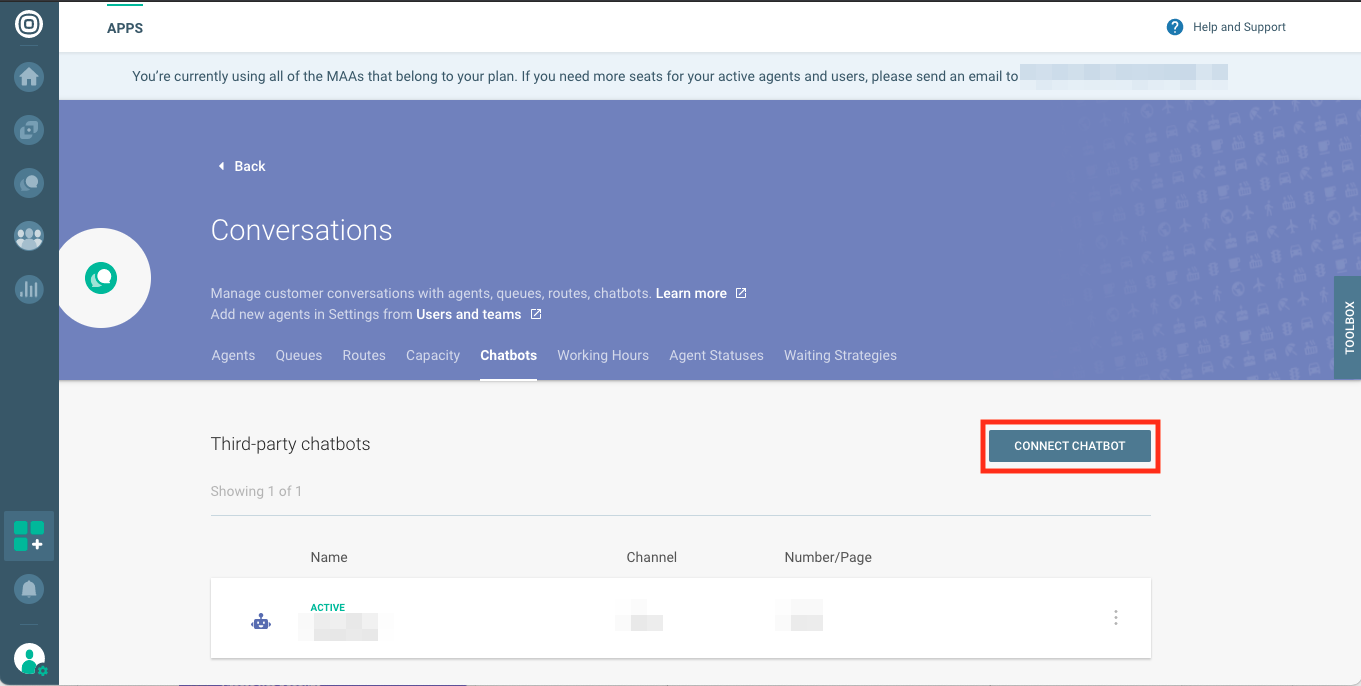 APPS
? Help and Support
You’re currently using all of the MAAs that belong to your plan. If you need more seats for your active agents and users, please send an email to
Back
Conversations
Manage customer conversations with agents, queues, routes, chatbots. Learn more
Add new agents in Settings from Users and teams
TOOLBOX
Agents Queues Routes Capacity Chatbots Working Hours Agent Statuses Waiting Strategies
Third-party chatbots
CONNECT CHATBOT
Showing 1 of 1
Name Channel Number/Page
ACTIVE